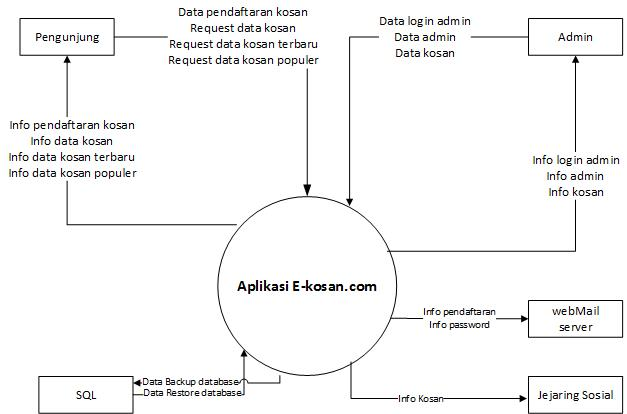 Pengunjung
Data pendaftaran kosan
Request data kosan
Request data kosan terbaru
Request data kosan populer
Data login admin
Data admin
Data kosan
Admin
Info pendaftaran kosan
Info data kosan
Info data kosan terbaru
Info data kosan populer
Info login admin
Info admin
Info kosan
Aplikasi E-kosan.com
Info pendaftaran
Info password
webMail
server
SQL
Data Backup database
Data Restore database
Info Kosan
Jejaring Sosial